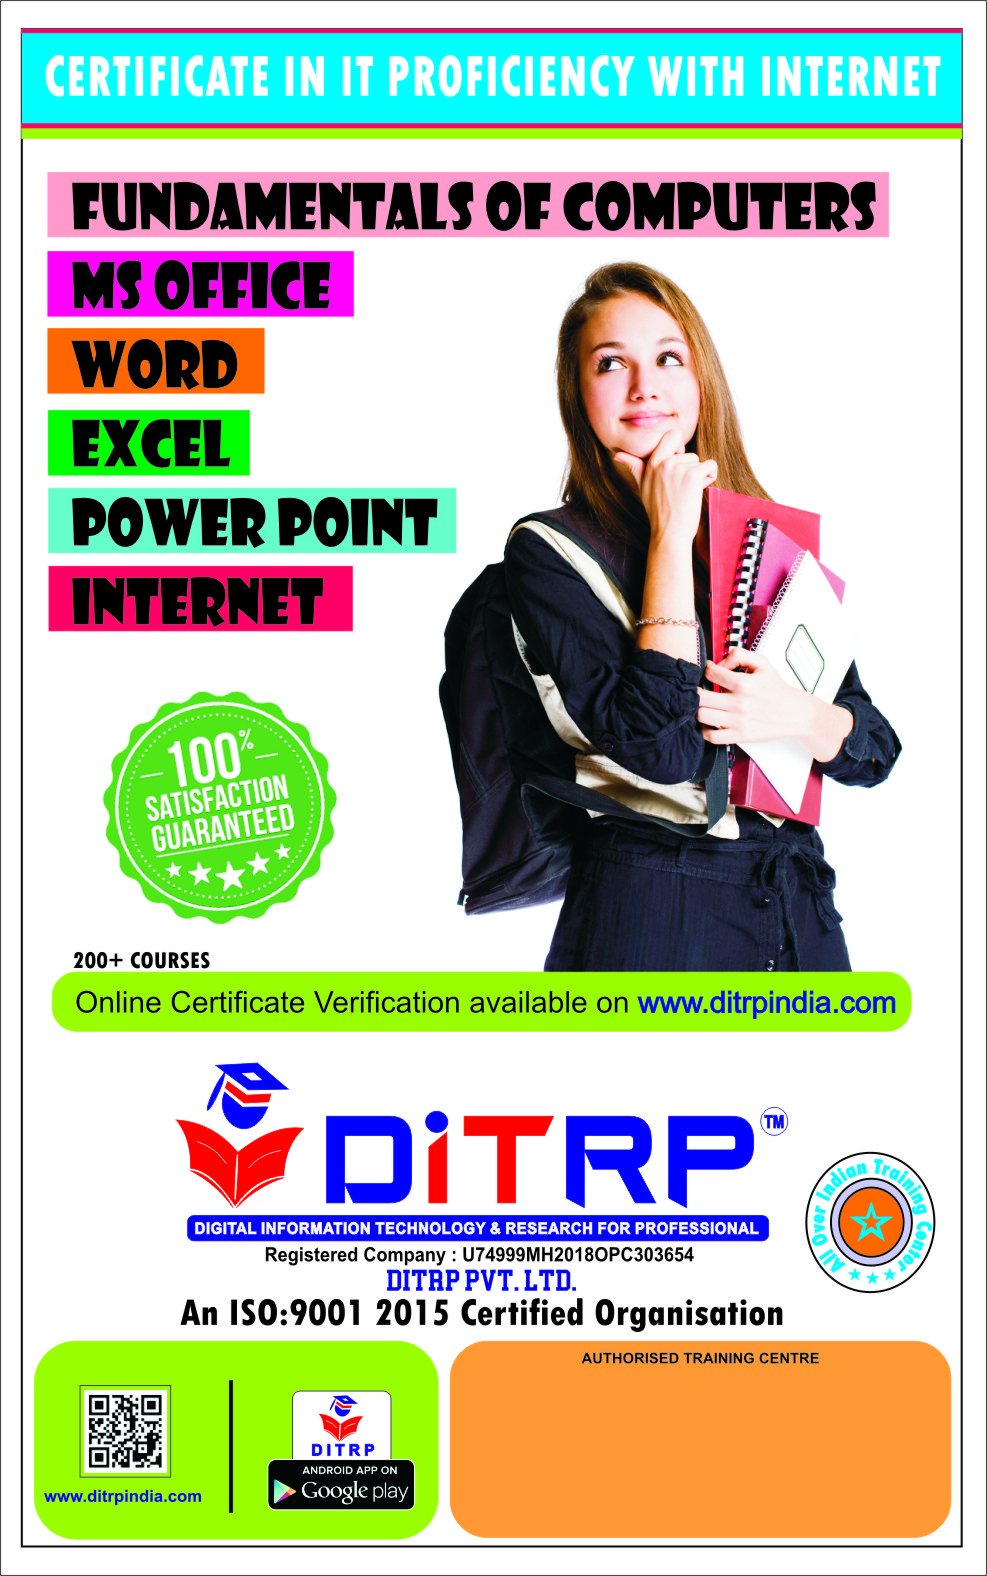 CERTIFICATE IN IT PROFICIENCY WITH INTERNET
FUNDAMENTALS OF COMPUTERS
MS OFFICE
WORD
EXCEL
POWER POINT
INTERNET
100%
SATISFACTION
GUARANTEED
200+ COURSES
Online Certificate Verification available on www.ditrpindia.com
DiTRP TM
DIGITAL INFORMATION TECHNOLOGY & RESEARCH FOR PROFESSIONAL
Registered Company : U74999MH2018OPC303654
DITRP PVT. LTD.
An ISO:9001 2015 Certified Organisation
All Over Indian Training Center
AUTHORISED TRAINING CENTRE
DITRP
ANDROID APP ON
Google play
www.ditrpindia.com